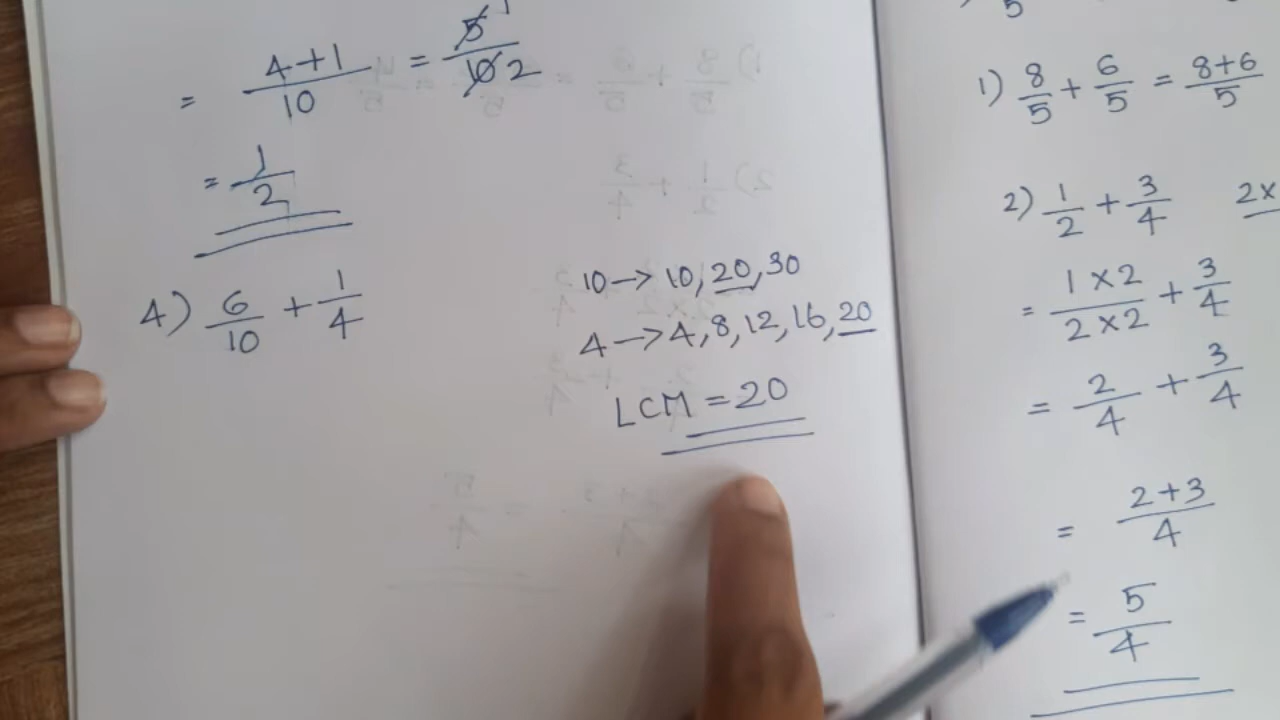 = 4+1/10 = 5/10 1 2
= 1/2
4) 6/10 + 1/4
10 → 10, 20, 30
4 → 4, 8, 12, 16, 20
LCM = 20
5
1) 8/5 + 6/5 = 8+6/5
2) 1/2 + 3/4 2×
= 1×2/2×2 + 3/4
= 2/4 + 3/4
= 2+3/4
= 5/4